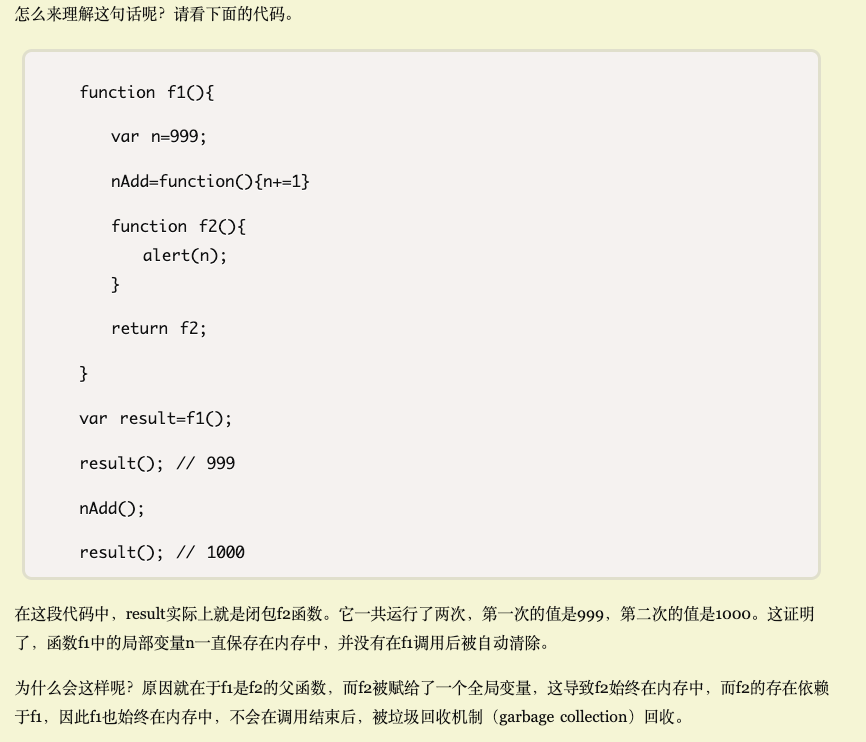 怎么来理解这句话呢？请看下面的代码。
function f1(){
var n=999;
nAdd=function(){n+=1}
function f2(){
alert(n);
}
return f2;
}
var result=f1();
result(); // 999
nAdd();
result(); // 1000
在这段代码中，result实际上就是闭包f2函数。它一共运行了两次，第一次的值是999，第二次的值是1000。这证明
了，函数f1中的局部变量n一直保存在内存中，并没有在f1调用后被自动清除。
为什么会这样呢？原因就在于f1是f2的父函数，而f2被赋给了一个全局变量，这导致f2始终在内存中，而f2的存在依赖
于f1，因此f1也始终在内存中，不会在调用结束后，被垃圾回收机制（garbage collection）回收。